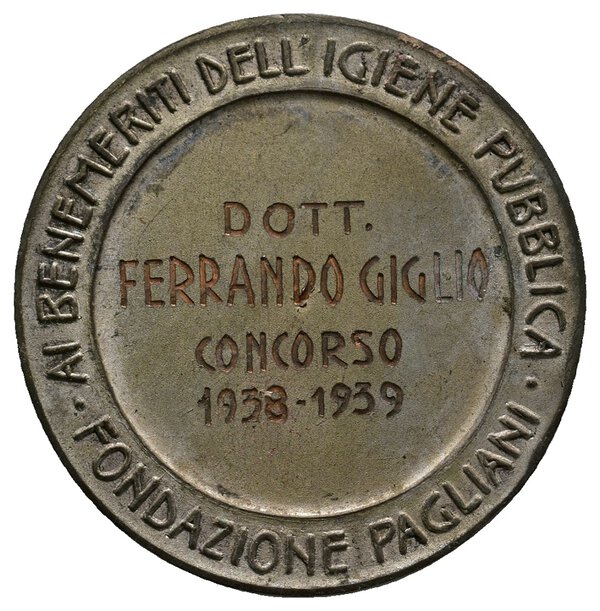 AI BENEMERITI DELL'IGIENE PUBBLICA
DOTT.
FERRANDO GIGLIO
CONCORSO
1938-1939
· FONDAZIONE PAGLIANI ·